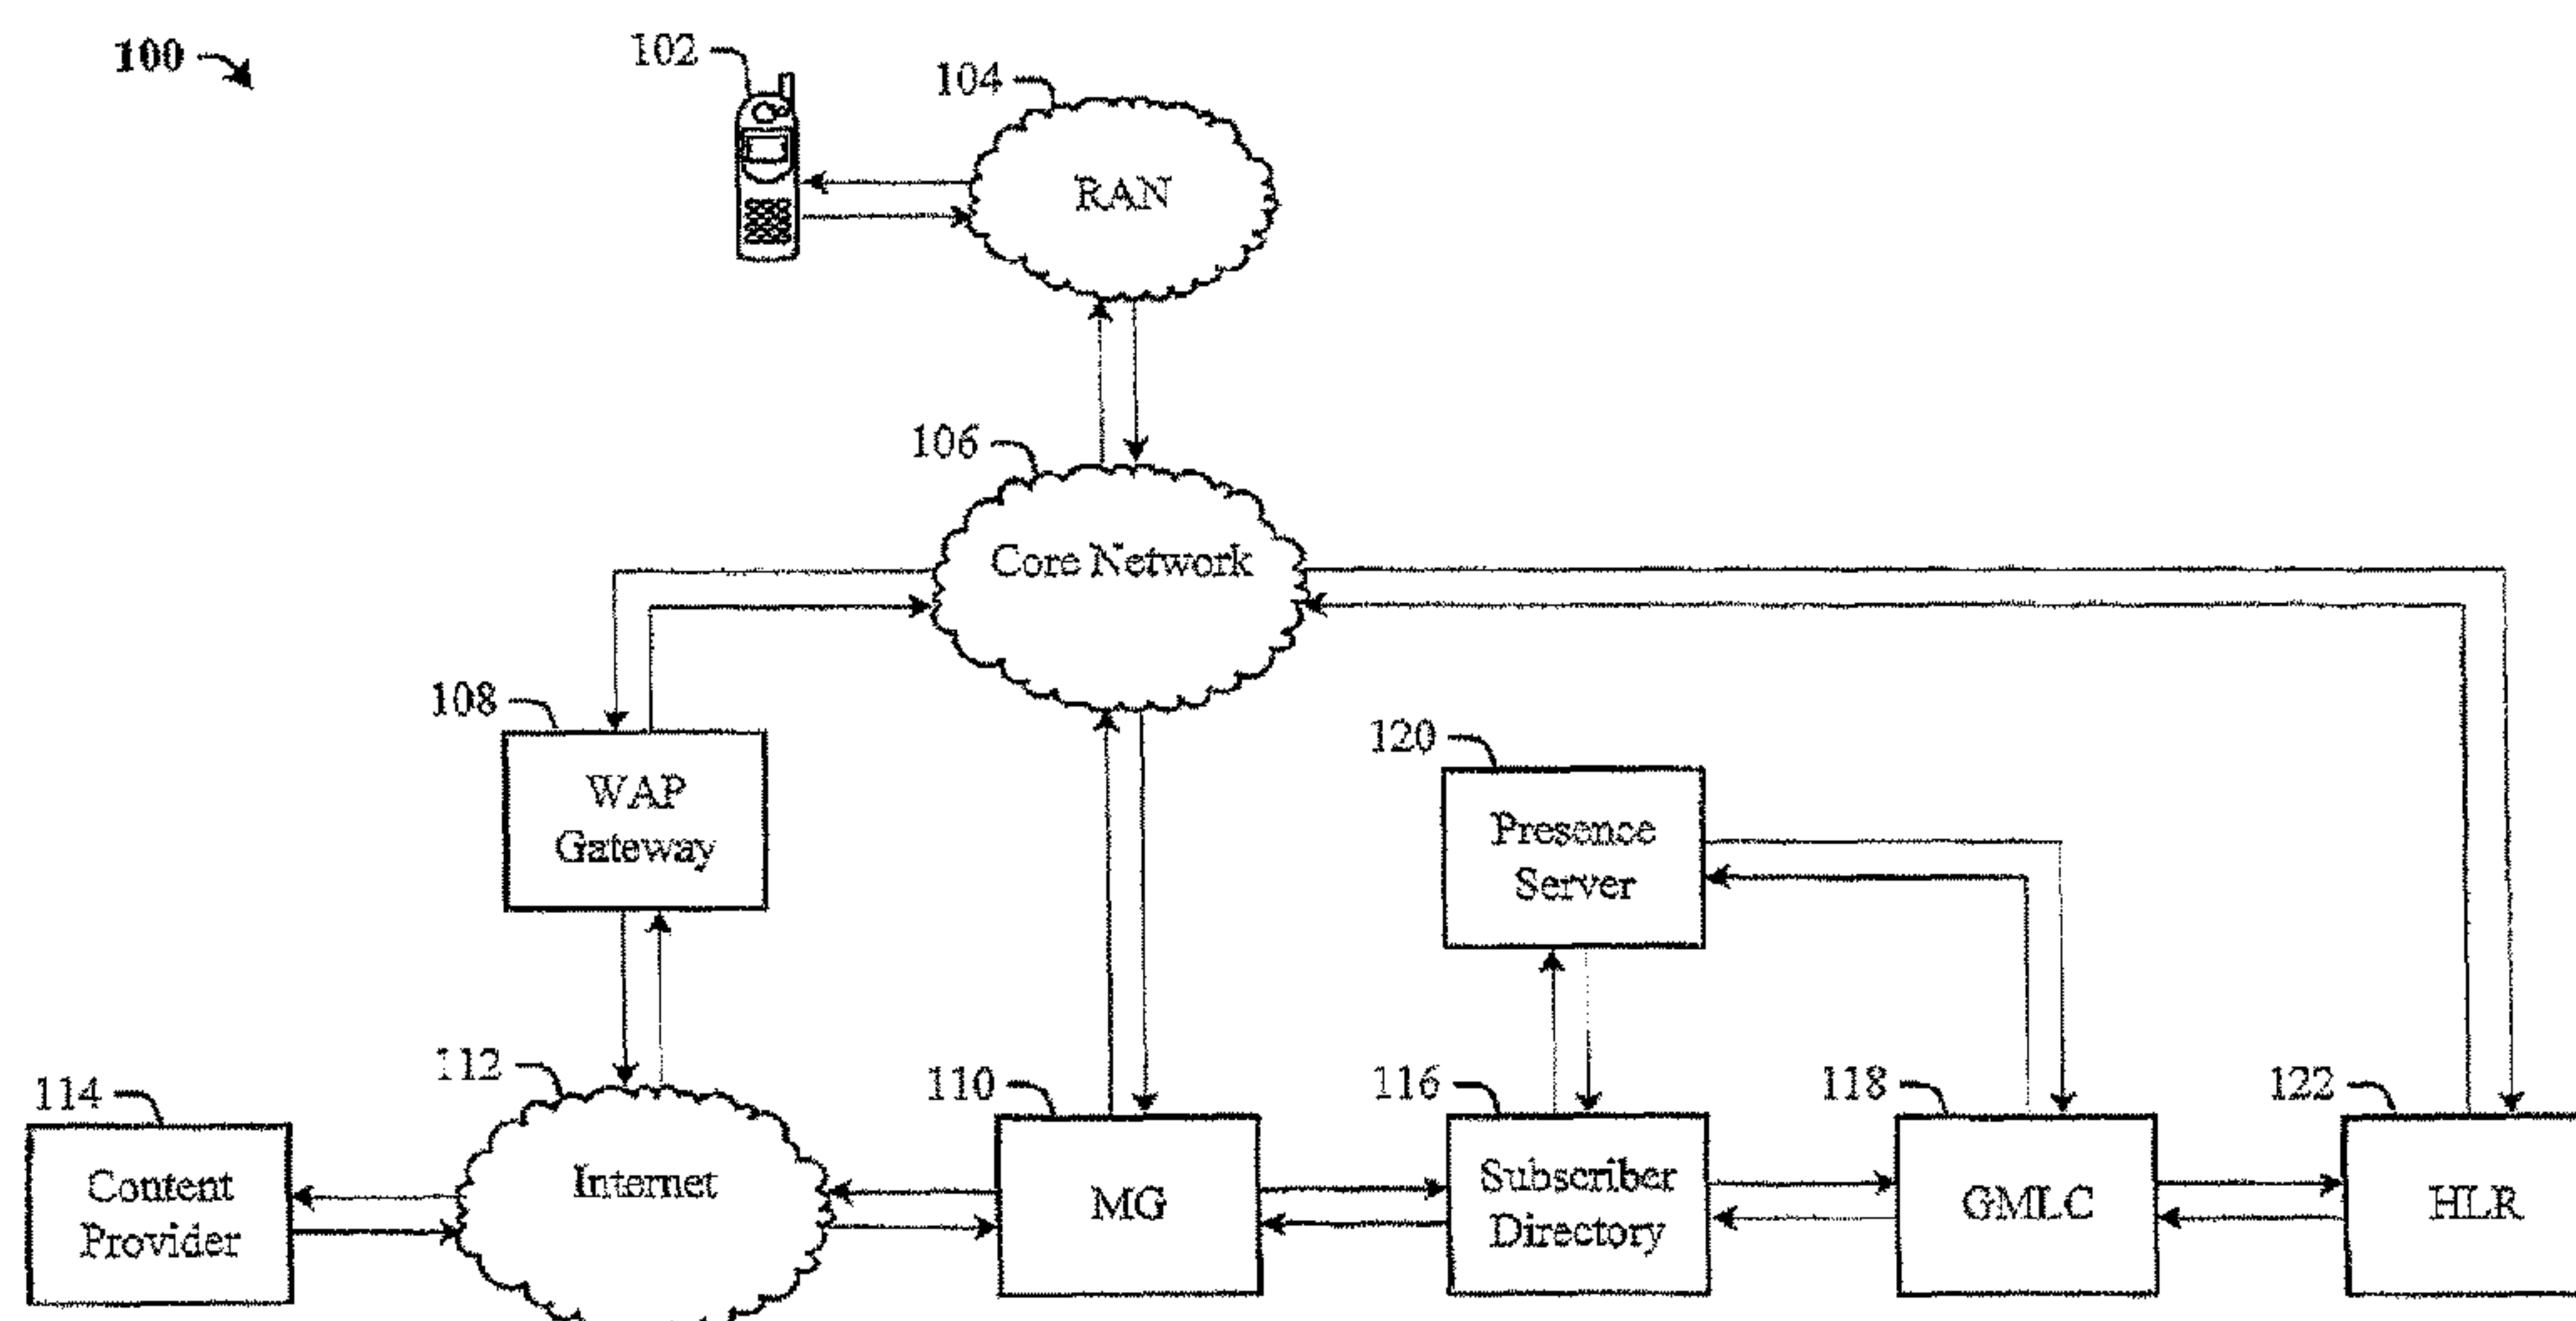 100
102
104
RAN
106
Core Network
108
WAP
Gateway
120
Presence
Server
114
Content
Provider
112
Internet
110
MG
116
Subscriber
Directory
118
GMLC
122
HLR